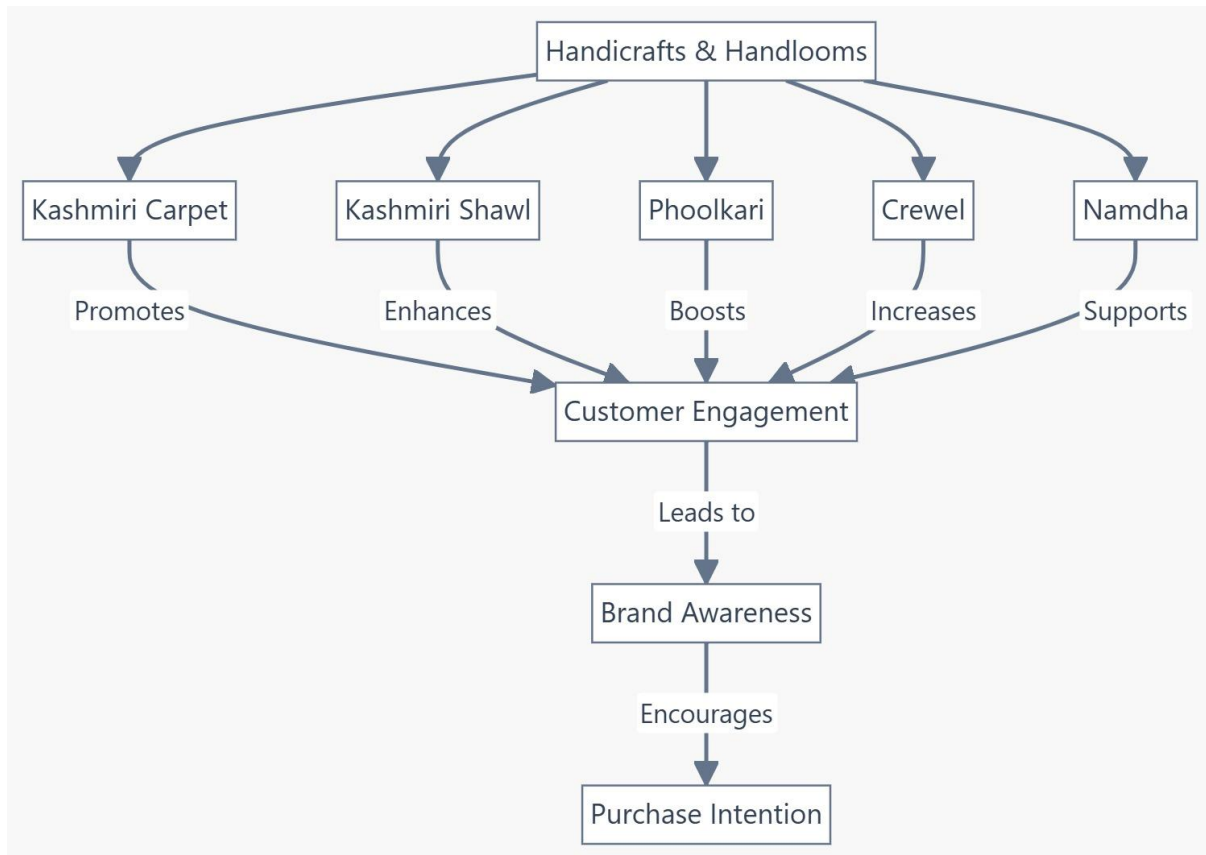 Handicrafts & Handlooms
Kashmiri Carpet
Kashmiri Shawl
Phoolkari
Crewel
Namdha
Promotes
Enhances
Boosts
Increases
Supports
Customer Engagement
Leads to
Brand Awareness
Encourages
Purchase Intention